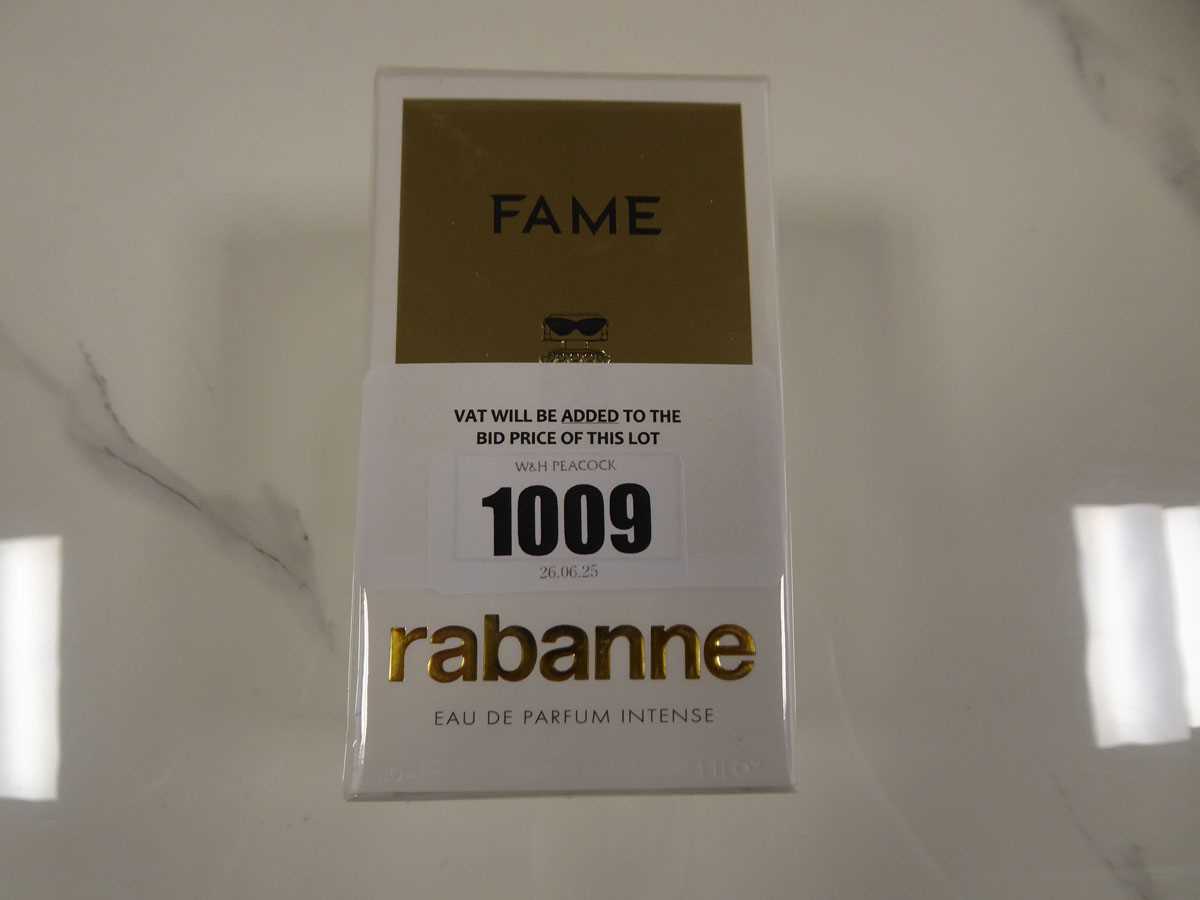 FAME
VAT WILL BE ADDED TO THE
BID PRICE OF THIS LOT
W&H PEACOCK
1009
26.06.25
rabanne
EAU DE PARFUM INTENSE